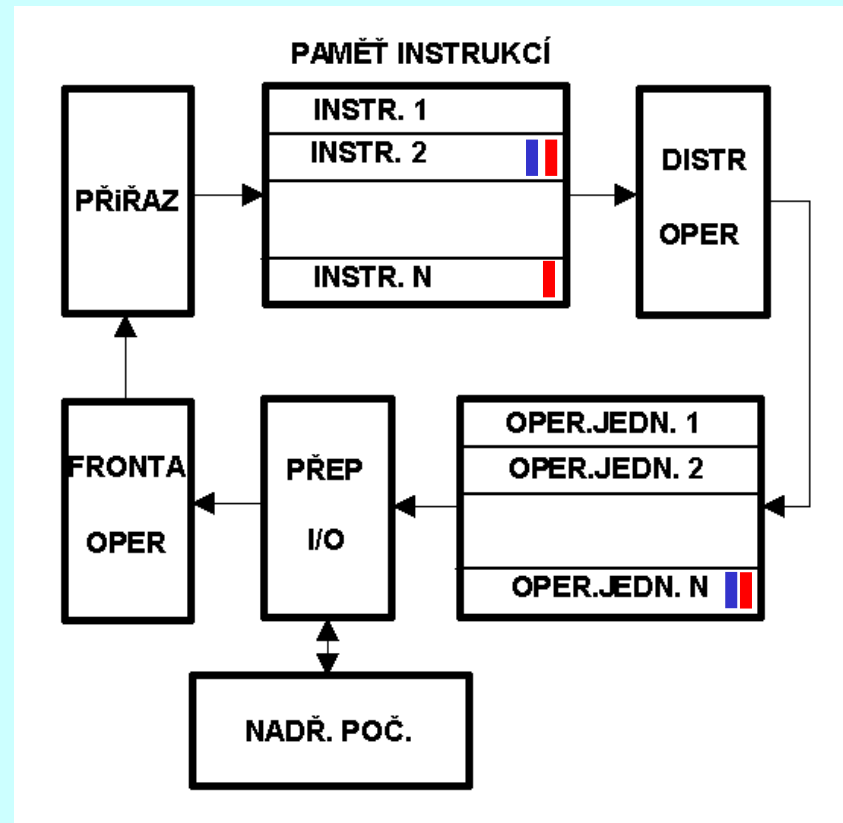 PAMĚŤ INSTRUKCÍ
PŘiŘAZ
INSTR. 1
INSTR. 2
INSTR. N
DISTR
OPER
FRONTA
OPER
PŘEP
I/O
OPER.JEDN. 1
OPER.JEDN. 2
OPER.JEDN. N
NADŘ. POČ.